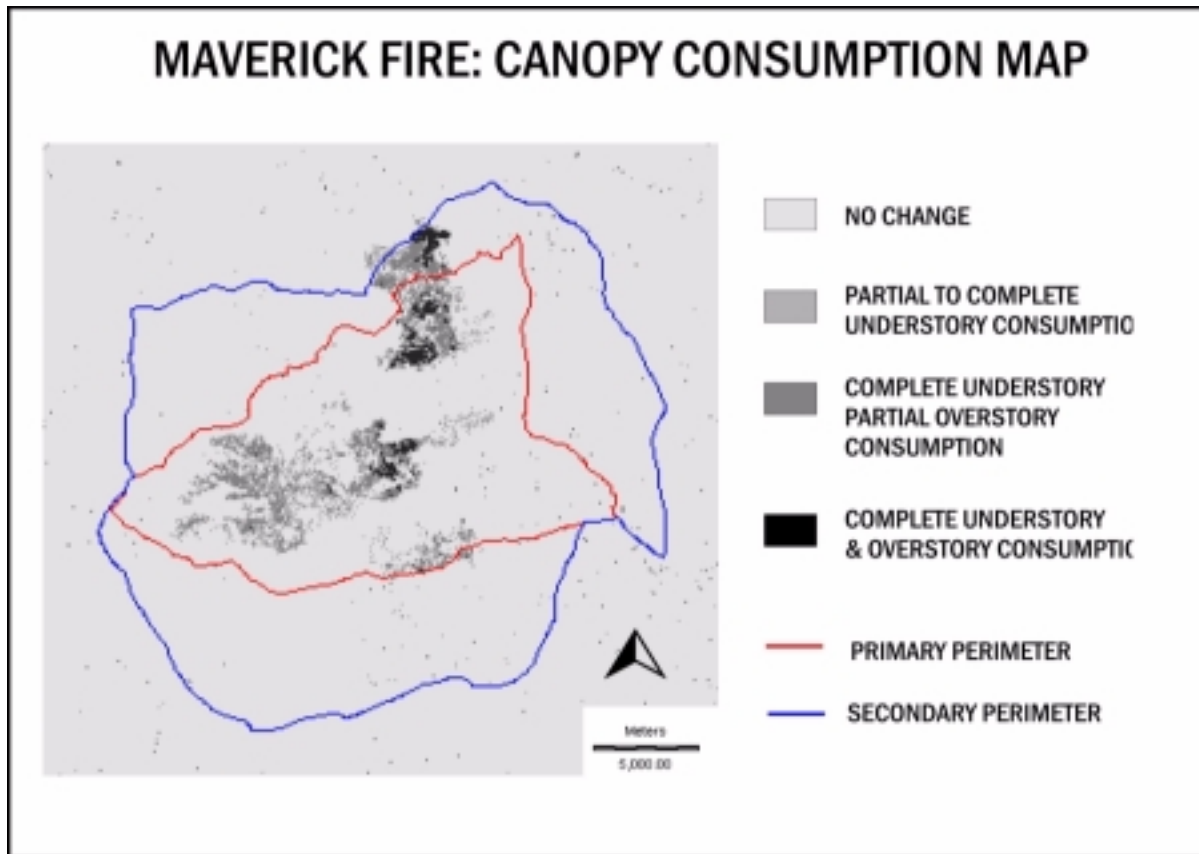 MAVERICK FIRE: CANOPY CONSUMPTION MAP
NO CHANGE
PARTIAL TO COMPLETE
UNDERSTORY CONSUMPTIO
COMPLETE UNDERSTORY
PARTIAL OVERSTORY
CONSUMPTION
COMPLETE UNDERSTORY
& OVERSTORY CONSUMPTIC
PRIMARY PERIMETER
SECONDARY PERIMETER
Meters
5,000.00